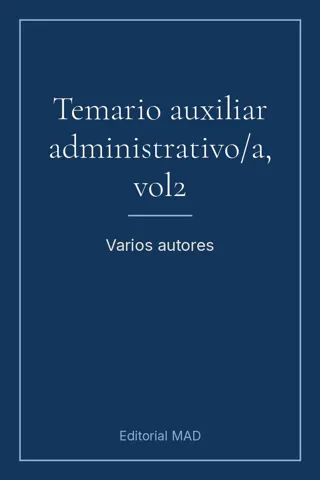 Temario auxiliar
administrativo/a,
vol2
Varios autores
Editorial MAD